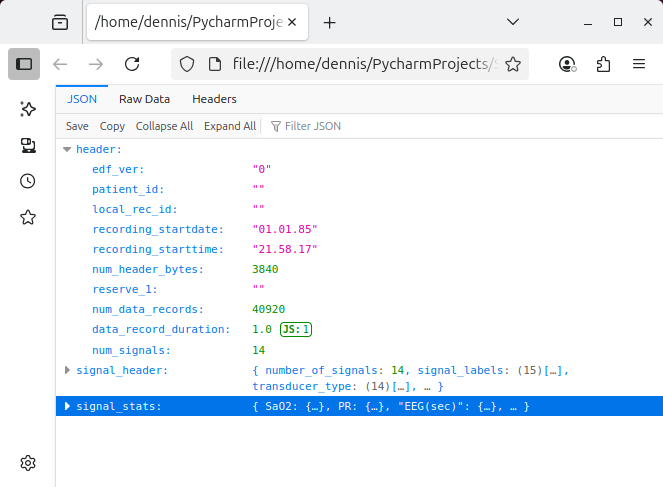 /home/dennis/PycharmProje
file:///home/dennis/PycharmProjects/S
JSON Raw Data Headers
Save Copy Collapse All Expand All Filter JSON
header:
edf_ver: "0"
patient_id: ""
local_rec_id: ""
recording_startdate: "01.01.85"
recording_starttime: "21.58.17"
num_header_bytes: 3840
reserve_1: ""
num_data_records: 40920
data_record_duration: 1.0 JS:1
num_signals: 14
signal_header: { number_of_signals: 14, signal_labels: (15)[…],
transducer_type: (14)[…], … }
signal_stats: { SaO2: {…}, PR: {…}, "EEG(sec)": {…}, … }